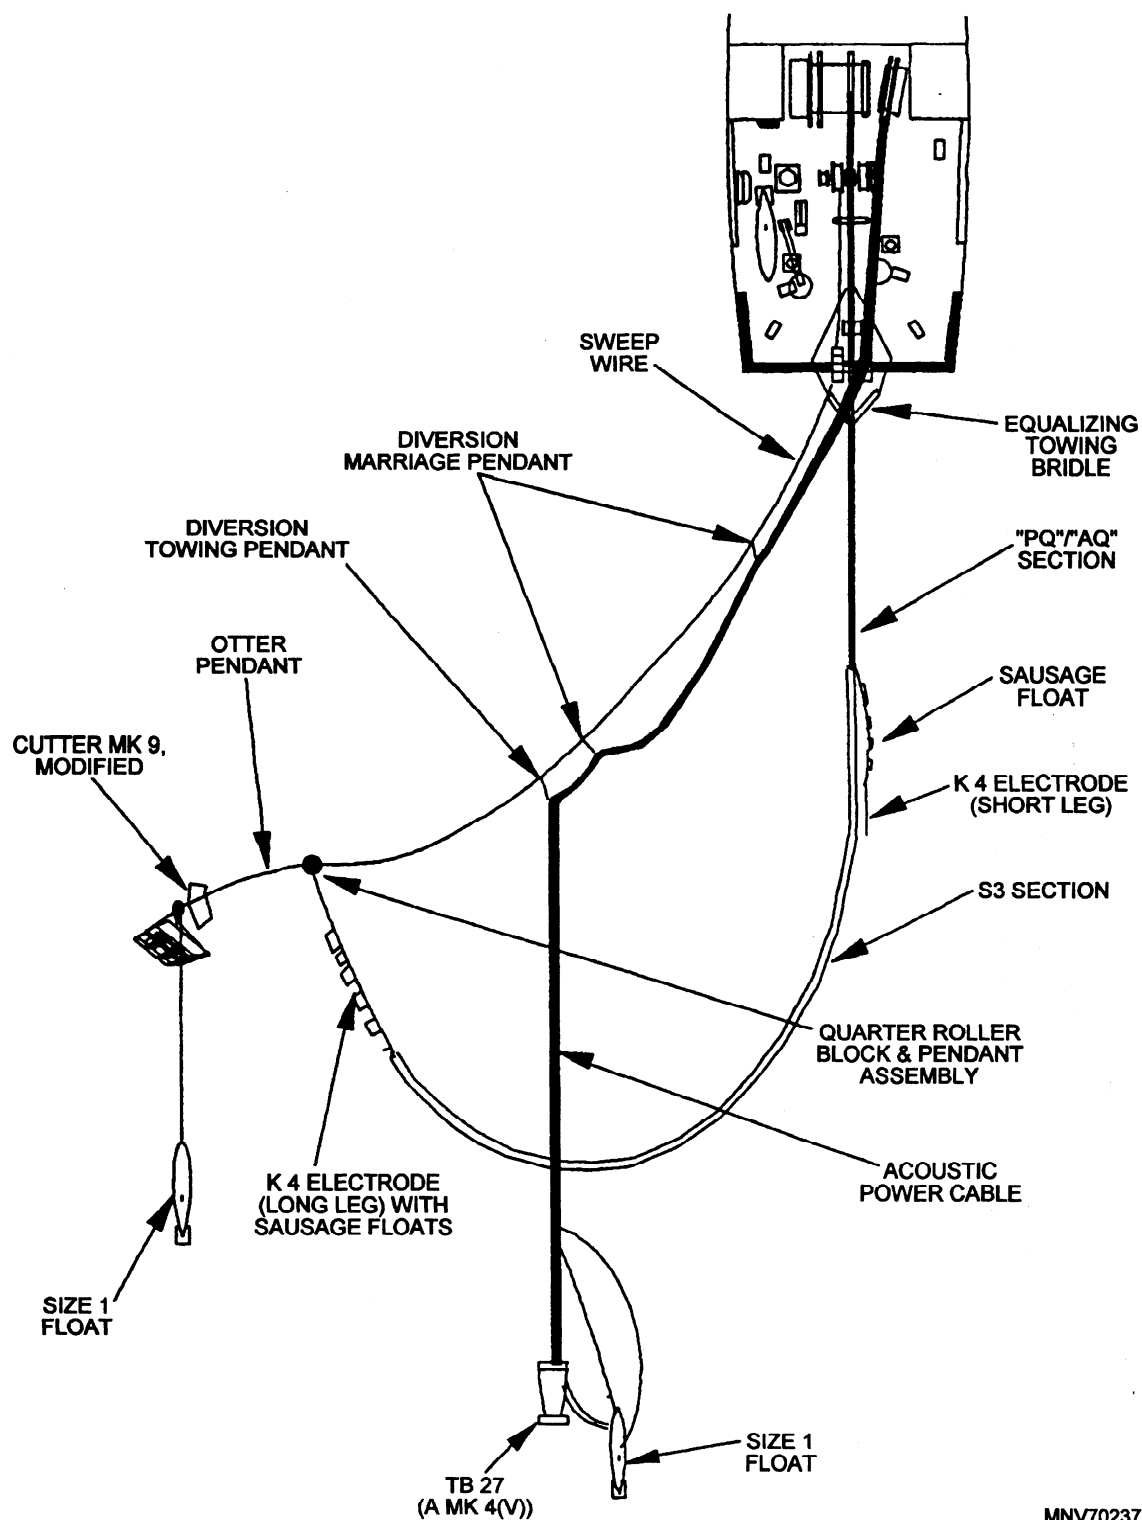 SWEEP
WIRE
EQUALIZING
TOWING
BRIDLE
DIVERSION
MARRIAGE PENDANT
DIVERSION
TOWING PENDANT
"PQ"/"AQ"
SECTION
OTTER
PENDANT
SAUSAGE
FLOAT
CUTTER MK 9,
MODIFIED
K 4 ELECTRODE
(SHORT LEG)
S3 SECTION
QUARTER ROLLER
BLOCK & PENDANT
ASSEMBLY
K 4 ELECTRODE
(LONG LEG) WITH
SAUSAGE FLOATS
ACOUSTIC
POWER CABLE
SIZE 1
FLOAT
SIZE 1
FLOAT
TB 27
(A MK 4(V))
MNV70237